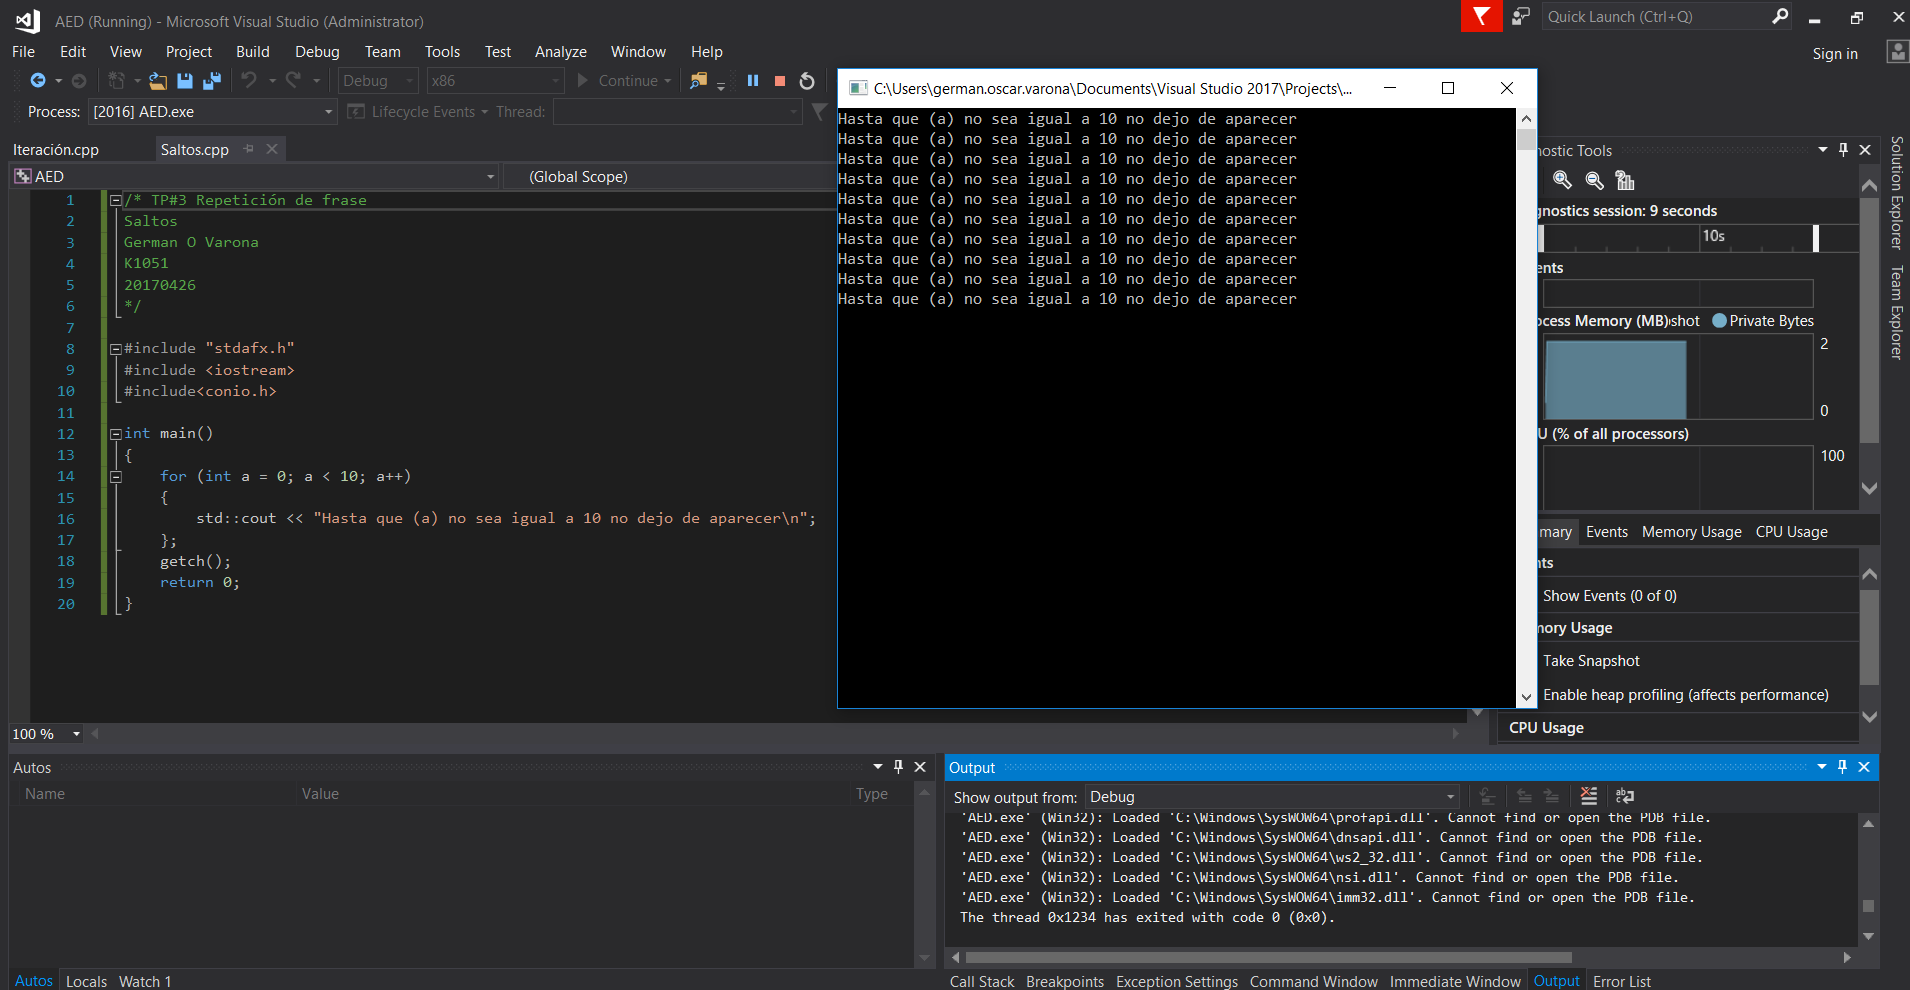 AED (Running) - Microsoft Visual Studio (Administrator)
Quick Launch (Ctrl+Q)
File Edit View Project Build Debug Team Tools Test Analyze Window Help
Sign in
Debug x86 Continue
Process: [2016] AED.exe Lifecycle Events Thread:
Iteración.cpp Saltos.cpp
AED (Global Scope)
1 /* TP#3 Repetición de frase
2 Saltos
3 German O Varona
4 K1051
5 20170426
6 */
7
8 #include "stdafx.h"
9 #include <iostream>
10 #include<conio.h>
11
12 int main()
13 {
14 for (int a = 0; a < 10; a++)
15 {
16 std::cout << "Hasta que (a) no sea igual a 10 no dejo de aparecer\n";
17 };
18 getch();
19 return 0;
20 }
100 %
C:\Users\german.oscar.varona\Documents\Visual Studio 2017\Projects\...
Hasta que (a) no sea igual a 10 no dejo de aparecer
Hasta que (a) no sea igual a 10 no dejo de aparecer
Hasta que (a) no sea igual a 10 no dejo de aparecer
Hasta que (a) no sea igual a 10 no dejo de aparecer
Hasta que (a) no sea igual a 10 no dejo de aparecer
Hasta que (a) no sea igual a 10 no dejo de aparecer
Hasta que (a) no sea igual a 10 no dejo de aparecer
Hasta que (a) no sea igual a 10 no dejo de aparecer
Hasta que (a) no sea igual a 10 no dejo de aparecer
Hasta que (a) no sea igual a 10 no dejo de aparecer
nostic Tools
gnostics session: 9 seconds
10s
ents
ocess Memory (MB) shot Private Bytes
2
0
U (% of all processors)
100
mary Events Memory Usage CPU Usage
nts
Show Events (0 of 0)
mory Usage
Take Snapshot
Enable heap profiling (affects performance)
CPU Usage
Solution Explorer
Team Explorer
Autos
Name Value Type
Autos Locals Watch 1
Output
Show output from: Debug
'AED.exe' (Win32): Loaded 'C:\Windows\SysWOW64\profapi.dll'. Cannot find or open the PDB file.
'AED.exe' (Win32): Loaded 'C:\Windows\SysWOW64\dnsapi.dll'. Cannot find or open the PDB file.
'AED.exe' (Win32): Loaded 'C:\Windows\SysWOW64\ws2_32.dll'. Cannot find or open the PDB file.
'AED.exe' (Win32): Loaded 'C:\Windows\SysWOW64\nsi.dll'. Cannot find or open the PDB file.
'AED.exe' (Win32): Loaded 'C:\Windows\SysWOW64\imm32.dll'. Cannot find or open the PDB file.
The thread 0x1234 has exited with code 0 (0x0).
Call Stack Breakpoints Exception Settings Command Window Immediate Window Output Error List